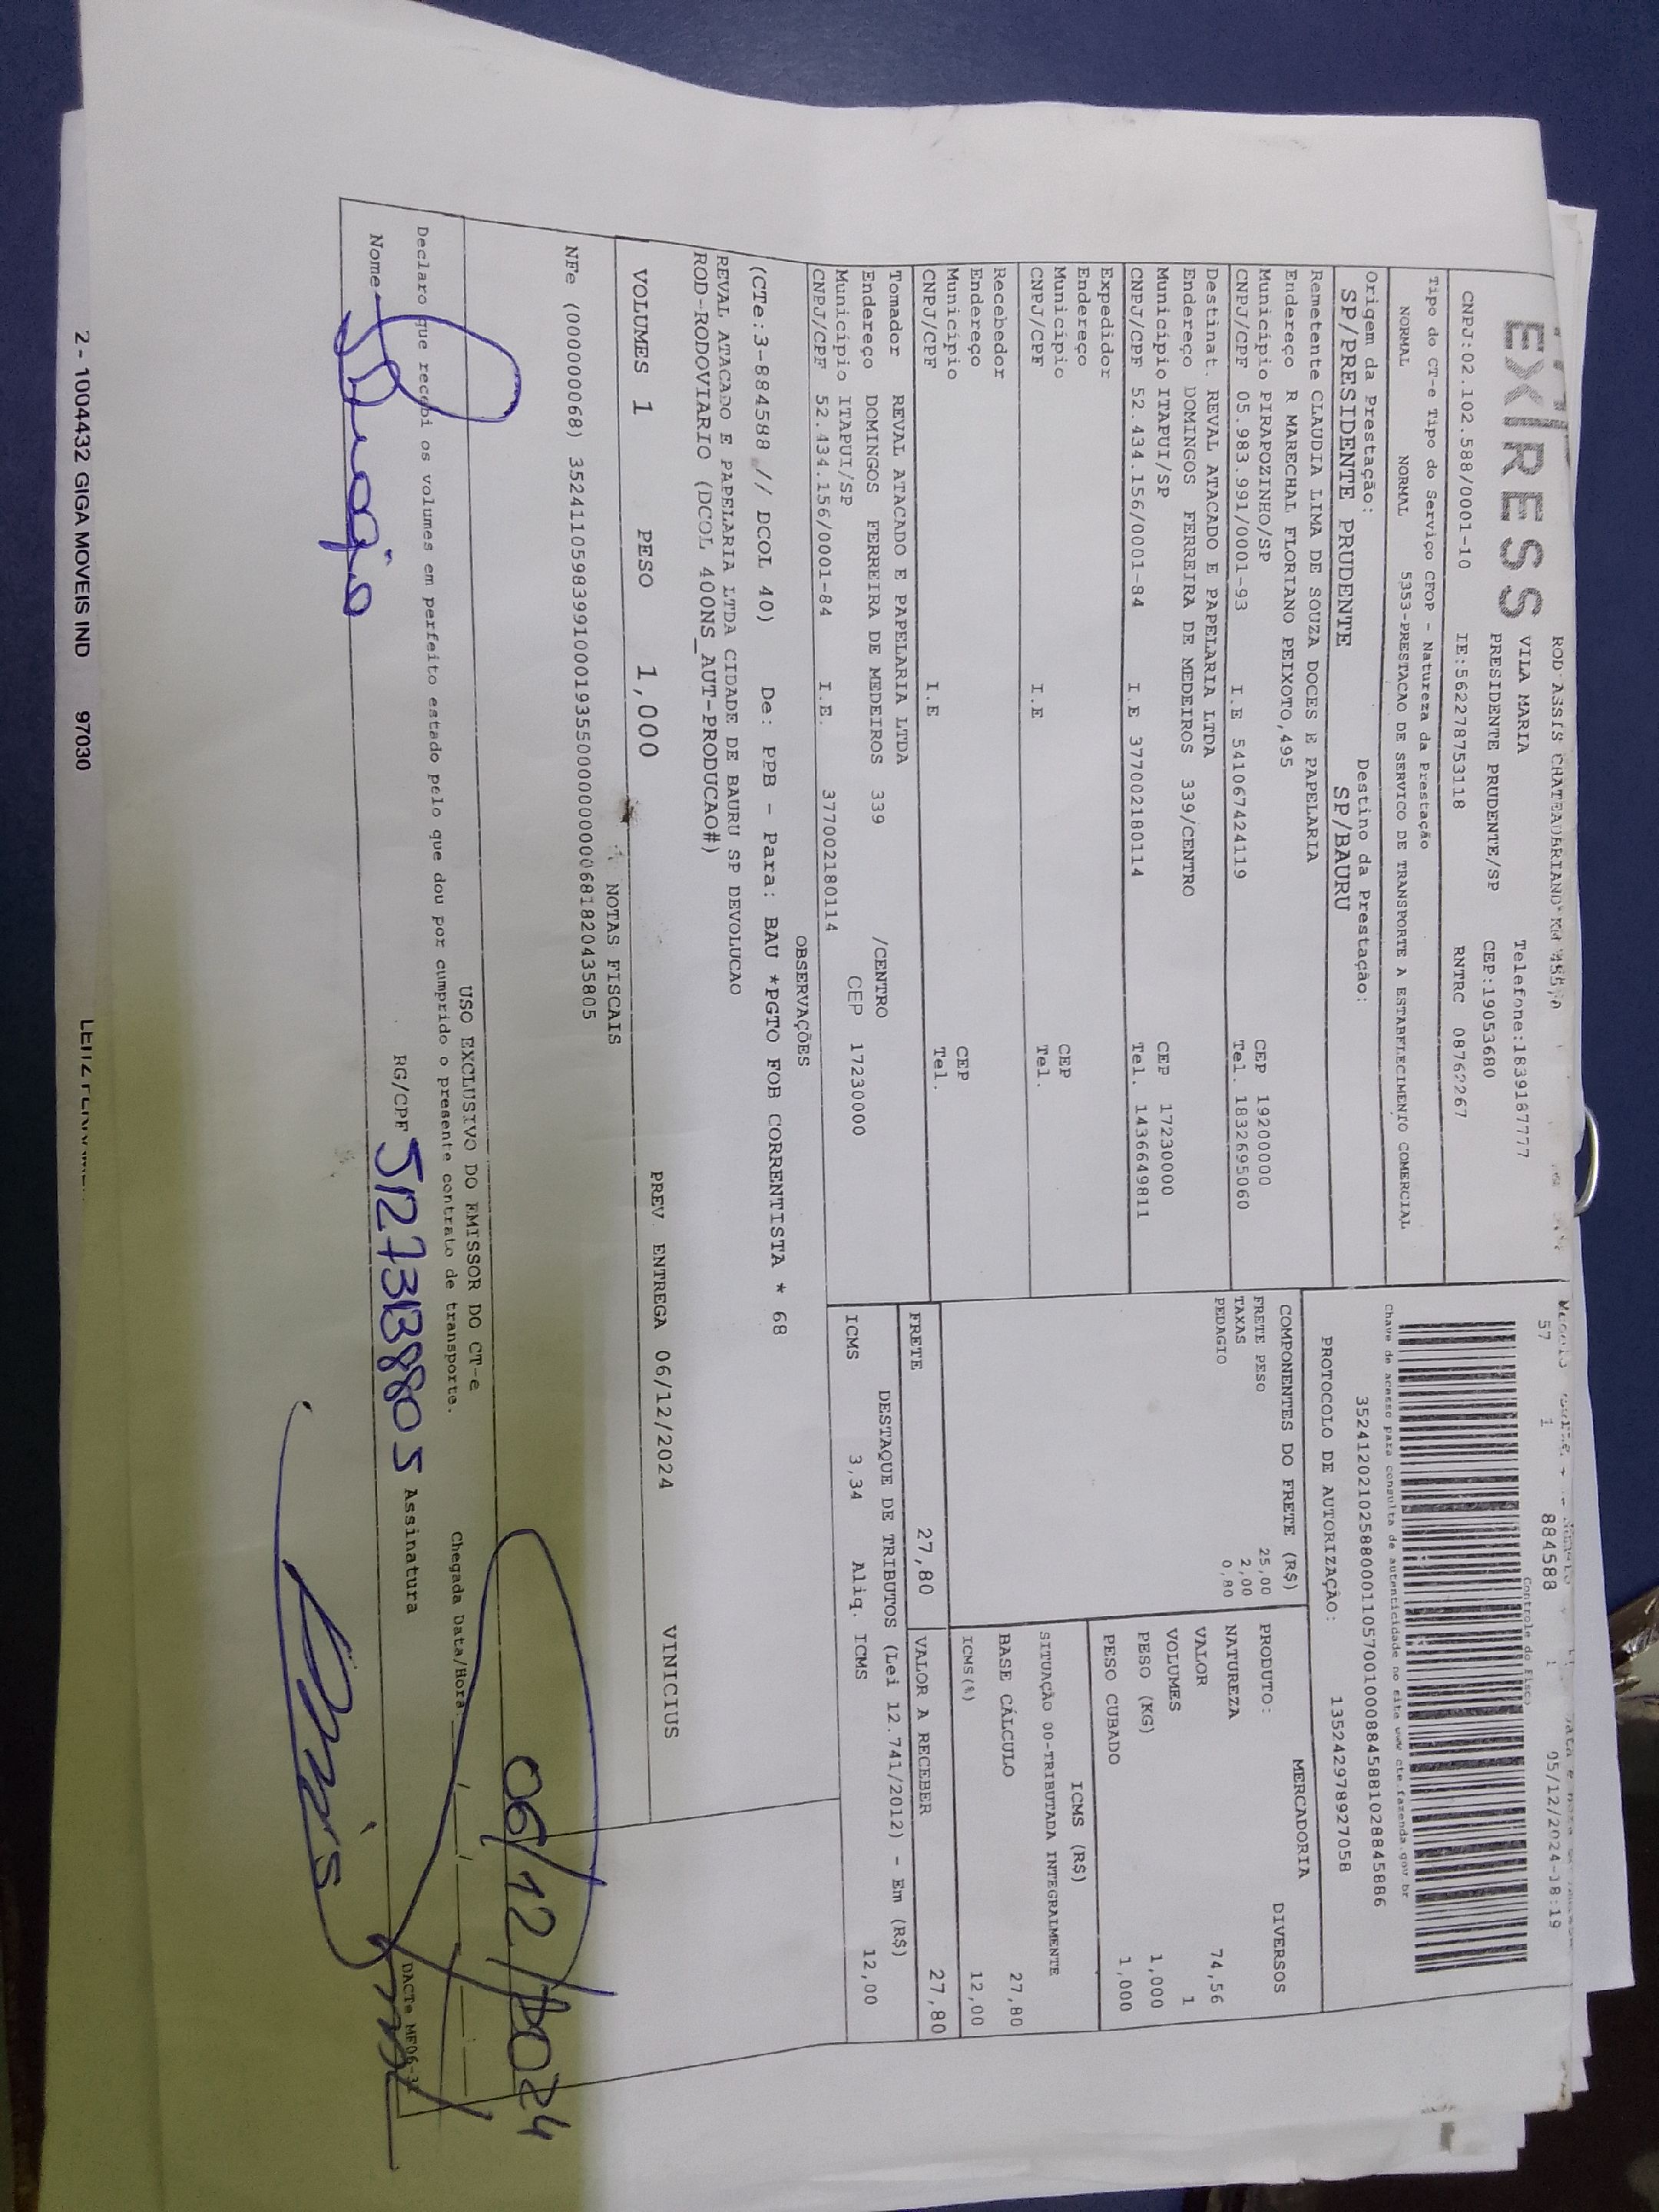 EXPRESS
ROD ASSIS CHATEAUBRIAND KM 455,0
VILA MARIA Telefone:1839167777
PRESIDENTE PRUDENTE/SP CEP:19053680
CNPJ:02.102.588/0001-10 IE:562278753118 RNTRC 08762267
57 1 884588 1 05/12/2024-18:19
Controle do Fisco
Chave de acesso para consulta de autenticidade no site www.cte.fazenda.gov.br
35241202102588000110570010008845881028845886
PROTOCOLO DE AUTORIZAÇÃO: 135242978927058
Tipo do CT-e Tipo do Serviço CFOP - Natureza da Prestação
NORMAL NORMAL 5353-PRESTACAO DE SERVICO DE TRANSPORTE A ESTABELECIMENTO COMERCIAL
Origem da Prestação: Destino da Prestação:
SP/PRESIDENTE PRUDENTE SP/BAURU
Remetente CLAUDIA LIMA DE SOUZA DOCES E PAPELARIA
Endereço R MARECHAL FLORIANO PEIXOTO,495
Município PIRAPOZINHO/SP CEP 19200000
CNPJ/CPF 05.983.991/0001-93 I.E 541067424119 Tel. 1832695060
Destinat. REVAL ATACADO E PAPELARIA LTDA
Endereço DOMINGOS FERREIRA DE MEDEIROS 339/CENTRO
Município ITAPUI/SP CEP 17230000
CNPJ/CPF 52.434.156/0001-84 I.E 377002180114 Tel. 1436649811
Expedidor
Endereço
Município CEP
CNPJ/CPF I.E Tel.
Recebedor
Endereço
Município CEP
CNPJ/CPF I.E Tel.
Tomador REVAL ATACADO E PAPELARIA LTDA
Endereço DOMINGOS FERREIRA DE MEDEIROS 339 /CENTRO
Município ITAPUI/SP CEP 17230000
CNPJ/CPF 52.434.156/0001-84 I.E. 377002180114
COMPONENTES DO FRETE (R$)
FRETE PESO 25,00
TAXAS 2,00
PEDAGIO 0,80
MERCADORIA
PRODUTO: DIVERSOS
NATUREZA
VALOR 74,56
VOLUMES 1
PESO (KG) 1,000
PESO CUBADO 1,000
ICMS (R$)
SITUAÇÃO 00-TRIBUTADA INTEGRALMENTE
BASE CÁLCULO 27,80
ICMS(%) 12,00
FRETE 27,80 VALOR A RECEBER 27,80
DESTAQUE DE TRIBUTOS (Lei 12.741/2012) - Em (R$)
ICMS 3,34 Aliq. ICMS 12,00
OBSERVAÇÕES
(CTe:3-884588 // DCOL 40) De: PPB - Para: BAU *PGTO FOB CORRENTISTA * 68
REVAL ATACADO E PAPELARIA LTDA CIDADE DE BAURU SP DEVOLUCAO
ROD-RODOVIARIO (DCOL 400NS_AUT-PRODUCAO#)
VOLUMES 1 PESO 1,000 PREV. ENTREGA 06/12/2024 VINICIUS
NOTAS FISCAIS
NFe (000000068) 35241105983991000193550000000000681820435805
USO EXCLUSIVO DO EMISSOR DO CT-e
Declaro que recebi os volumes em perfeito estado pelo que dou por cumprido o presente contrato de transporte.
Chegada Data/Hora: 06/12/2024
Nome RG/CPF 512731388805 Assinatura
DACTe MF06-3
2 - 1004432 GIGA MOVEIS IND 97030